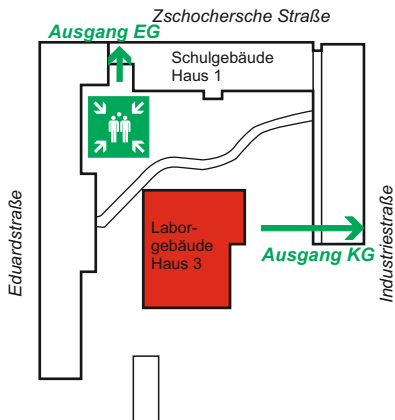 Zschochersche Straße
Ausgang EG
Schulgebäude
Haus 1
Eduardstraße
Labor-
gebäude
Haus 3
Ausgang KG
Industriestraße